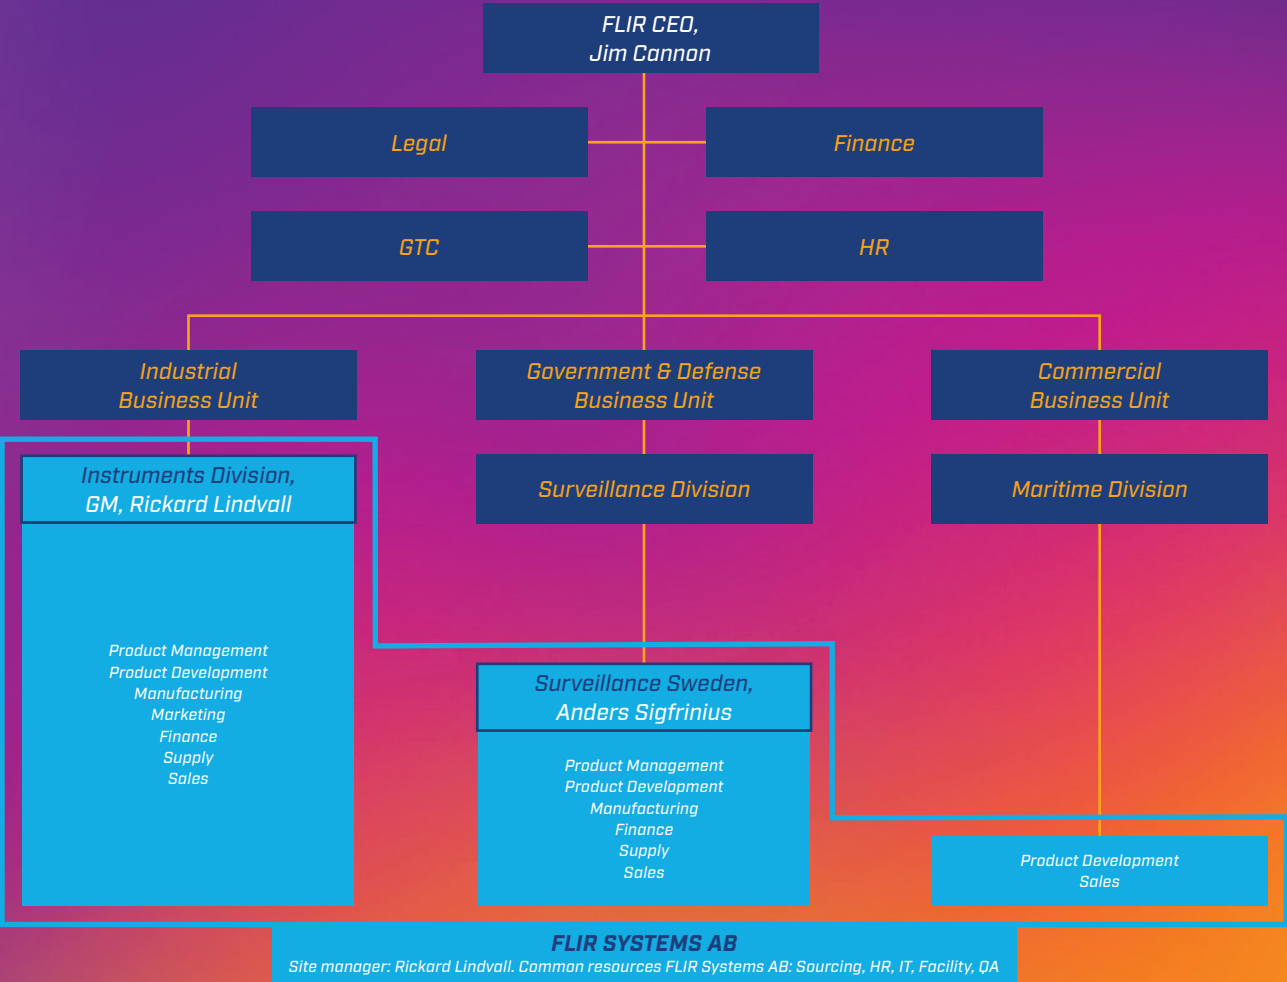 FLIR CEO,
Jim Cannon
Legal
Finance
GTC
HR
Industrial
Business Unit
Government & Defense
Business Unit
Commercial
Business Unit
Instruments Division,
GM, Rickard Lindvall
Surveillance Division
Maritime Division
Product Management
Product Development
Manufacturing
Marketing
Finance
Supply
Sales
Surveillance Sweden,
Anders Sigfrinius
Product Management
Product Development
Manufacturing
Finance
Supply
Sales
Product Development
Sales
FLIR SYSTEMS AB
Site manager: Rickard Lindvall. Common resources FLIR Systems AB: Sourcing, HR, IT, Facility, QA